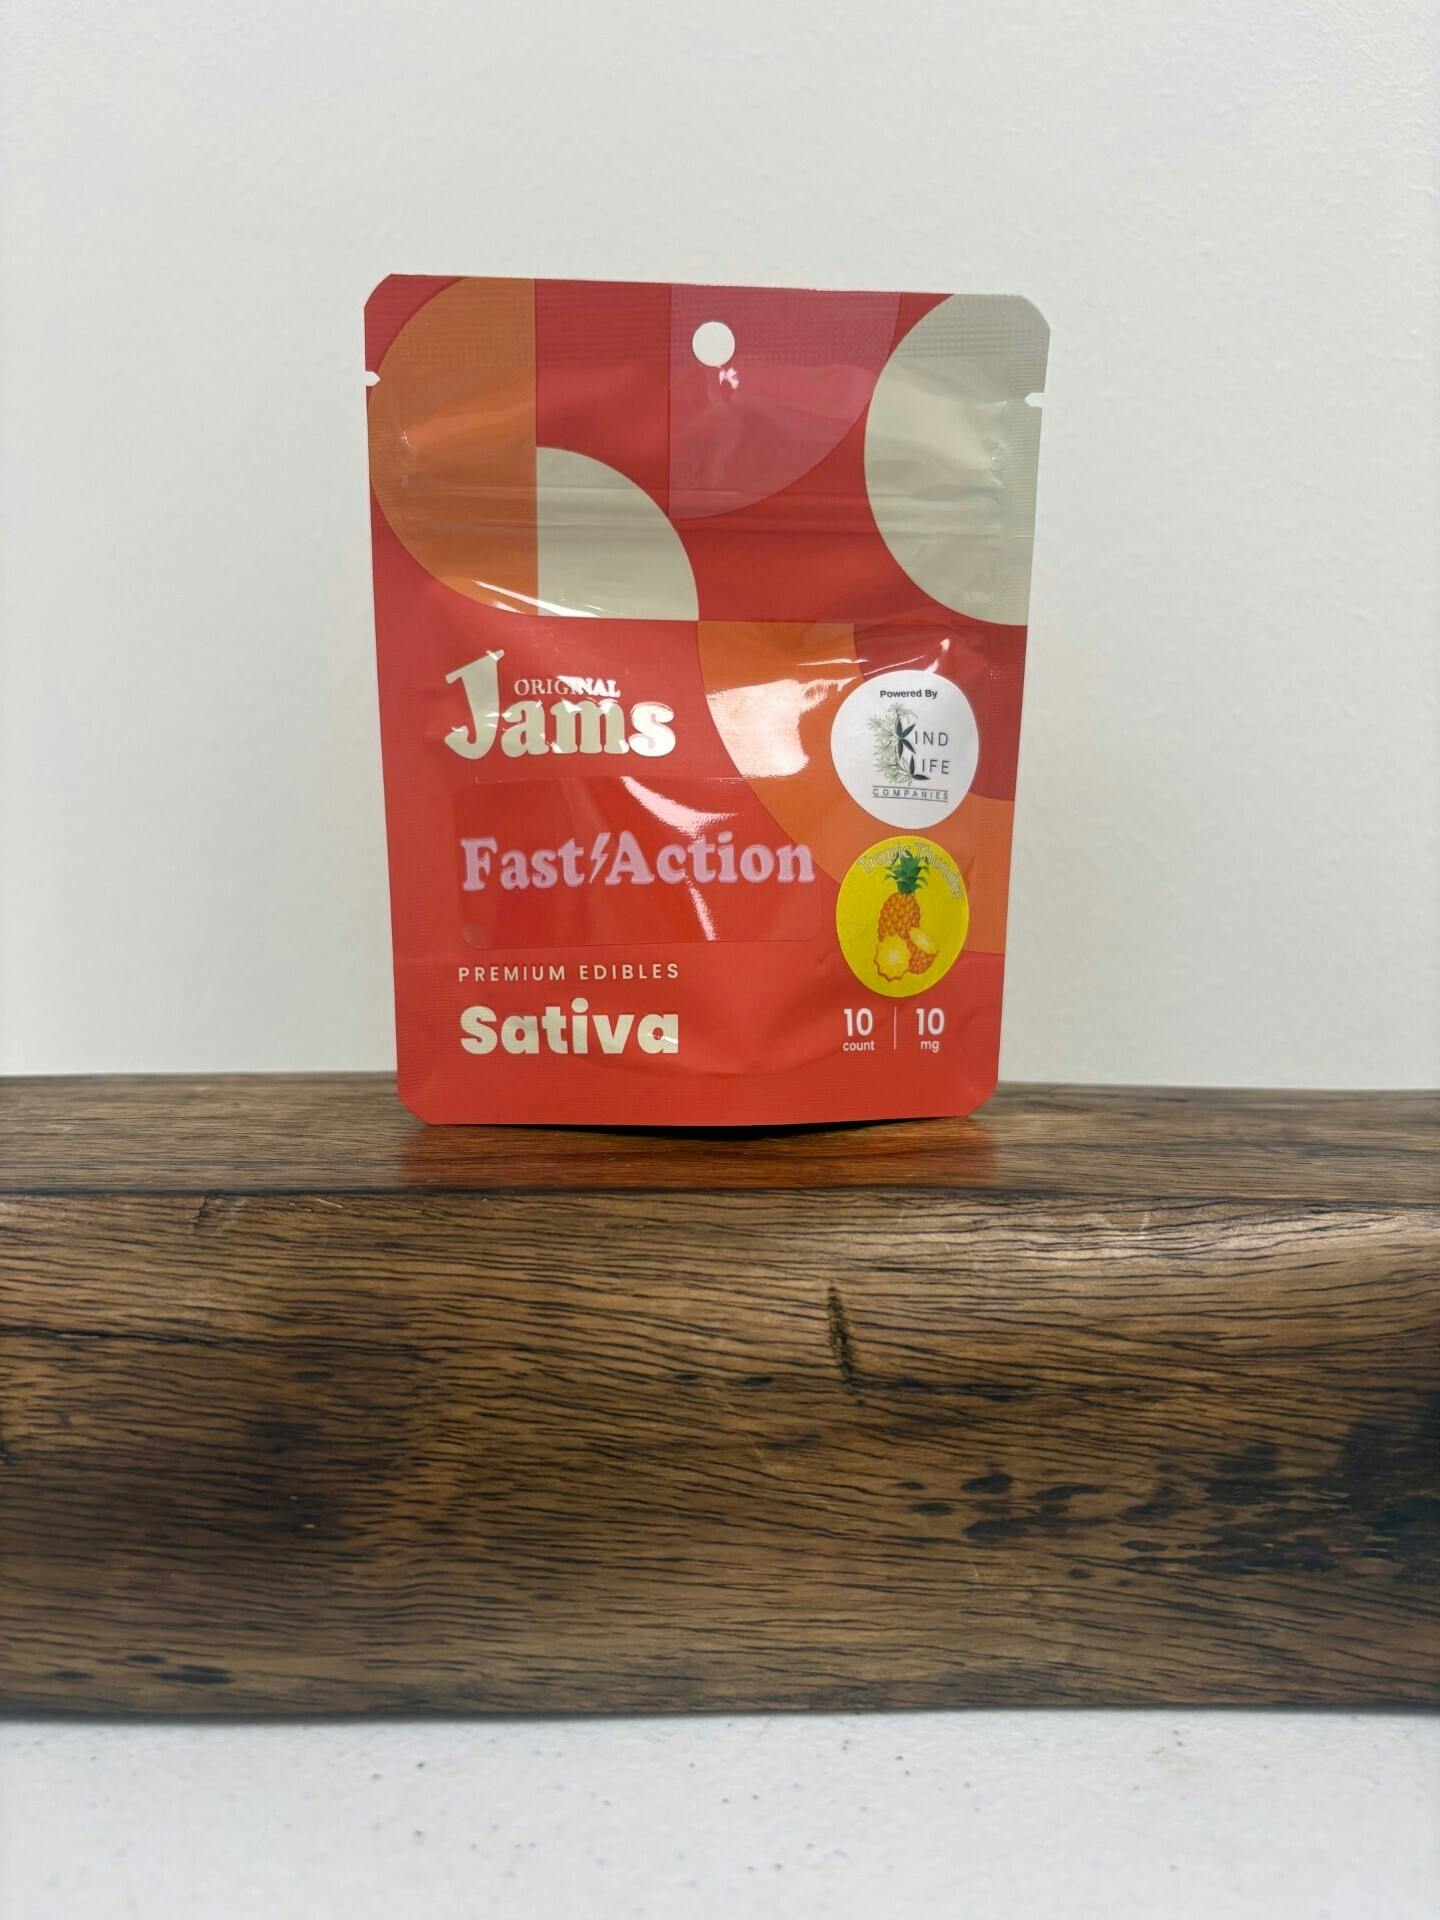 ORIGINAL
Jams
Powered By
KIND
LIFE
COMPANIES
Fast Action
Tropic Thunder
PREMIUM EDIBLES
Sativa
10 count | 10 mg